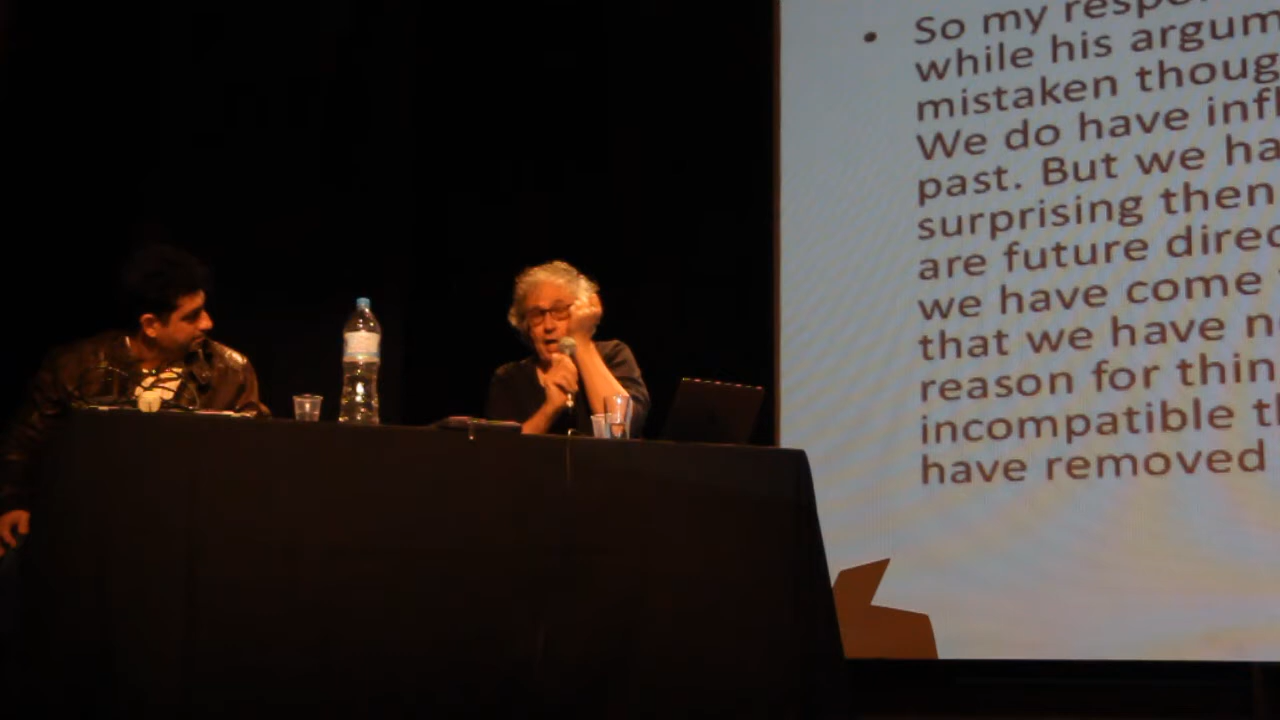 • So my
while his
mistaken
We do have
past. But we
surprising then
are future
we have come
that we have
reason for
incompatible
have removed